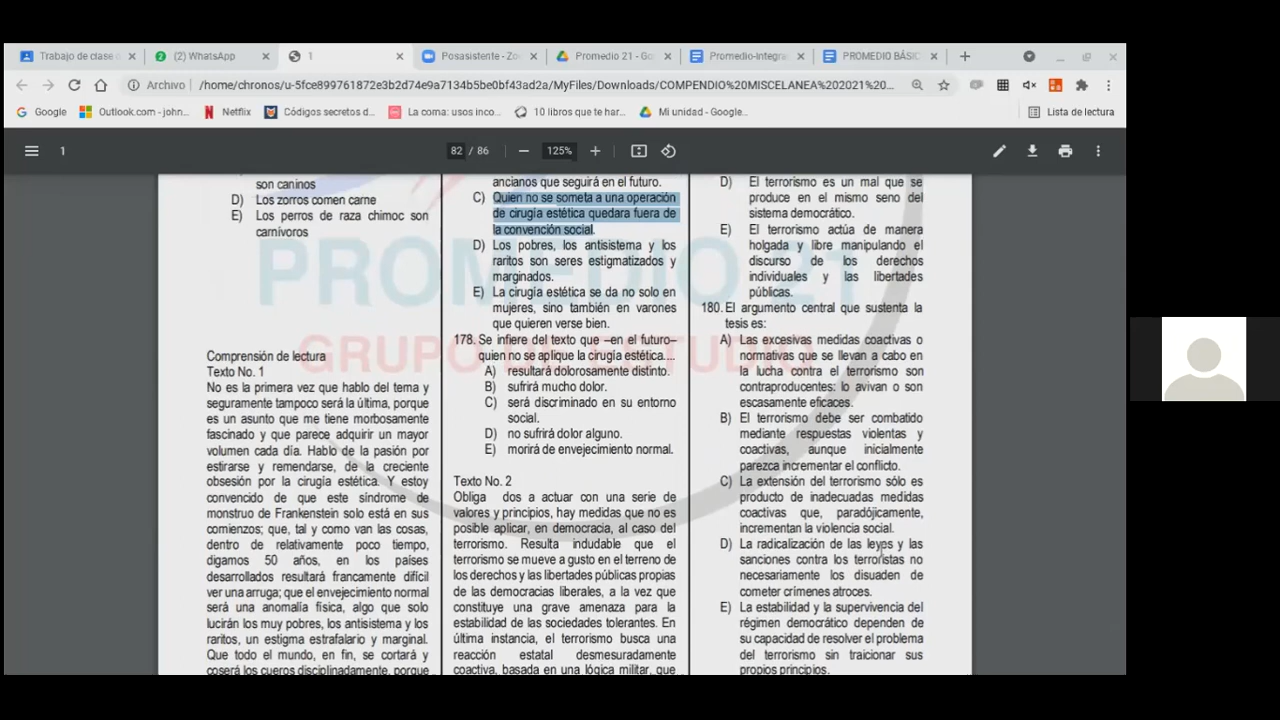 Trabajo de clase d
(2) WhatsApp
1
Posasistente - Zo
Promedio 21 - Go
Promedio-Integra
PROMEDIO BÁSIC
Archivo
/home/chronos/u-5fce899761872e3b2d74e9a7134b5be0bf43ad2a/MyFiles/Downloads/COMPENDIO%20MISCELANEA%202021%20...
Google
Outlook.com - john...
Netflix
Códigos secretos d...
La coma: usos inco...
10 libros que te har...
Mi unidad - Google...
Lista de lectura
1
82 / 86
125%
PROMEDIO 21
GRUPO DE ESTUDIO
son caninos
D) Los zorros comen carne
E) Los perros de raza chimoc son
carnívoros
Comprensión de lectura
Texto No. 1
No es la primera vez que hablo del tema y
seguramente tampoco será la última, porque
es un asunto que me tiene morbosamente
fascinado y que parece adquirir un mayor
volumen cada día. Hablo de la pasión por
estirarse y remendarse, de la creciente
obsesión por la cirugía estética. Y estoy
convencido de que este síndrome de
monstruo de Frankenstein solo está en sus
comienzos; que, tal y como van las cosas,
dentro de relativamente poco tiempo,
digamos 50 años, en los países
desarrollados resultará francamente difícil
ver una arruga; que el envejecimiento normal
será una anomalía física, algo que solo
lucirán los muy pobres, los antisistema y los
raritos, un estigma estrafalario y marginal.
Que todo el mundo, en fin, se cortará y
coserá los cueros disciplinadamente, porque
ancianos que seguirá en el futuro.
C) Quien no se someta a una operación
de cirugía estética quedara fuera de
la convención social.
D) Los pobres, los antisistema y los
raritos son seres estigmatizados y
marginados.
E) La cirugía estética se da no solo en
mujeres, sino también en varones
que quieren verse bien.
178. Se infiere del texto que –en el futuro–
quien no se aplique la cirugía estética....
A) resultará dolorosamente distinto.
B) sufrirá mucho dolor.
C) será discriminado en su entorno
social.
D) no sufrirá dolor alguno.
E) morirá de envejecimiento normal.
Texto No. 2
Obliga dos a actuar con una serie de
valores y principios, hay medidas que no es
posible aplicar, en democracia, al caso del
terrorismo. Resulta indudable que el
terrorismo se mueve a gusto en el terreno de
los derechos y las libertades públicas propias
de las democracias liberales, a la vez que
constituye una grave amenaza para la
estabilidad de las sociedades tolerantes. En
última instancia, el terrorismo busca una
reacción estatal desmesuradamente
coactiva, basada en una lógica militar, que
D) El terrorismo es un mal que se
produce en el mismo seno del
sistema democrático.
E) El terrorismo actúa de manera
holgada y libre manipulando el
discurso de los derechos
individuales y las libertades
públicas.
180. El argumento central que sustenta la
tesis es:
A) Las excesivas medidas coactivas o
normativas que se llevan a cabo en
la lucha contra el terrorismo son
contraproducentes: lo avivan o son
escasamente eficaces.
B) El terrorismo debe ser combatido
mediante respuestas violentas y
coactivas, aunque inicialmente
parezca incrementar el conflicto.
C) La extensión del terrorismo sólo es
producto de inadecuadas medidas
coactivas que, paradójicamente,
incrementan la violencia social.
D) La radicalización de las leyes y las
sanciones contra los terroristas no
necesariamente los disuaden de
cometer crímenes atroces.
E) La estabilidad y la supervivencia del
régimen democrático dependen de
su capacidad de resolver el problema
del terrorismo sin traicionar sus
propios principios.